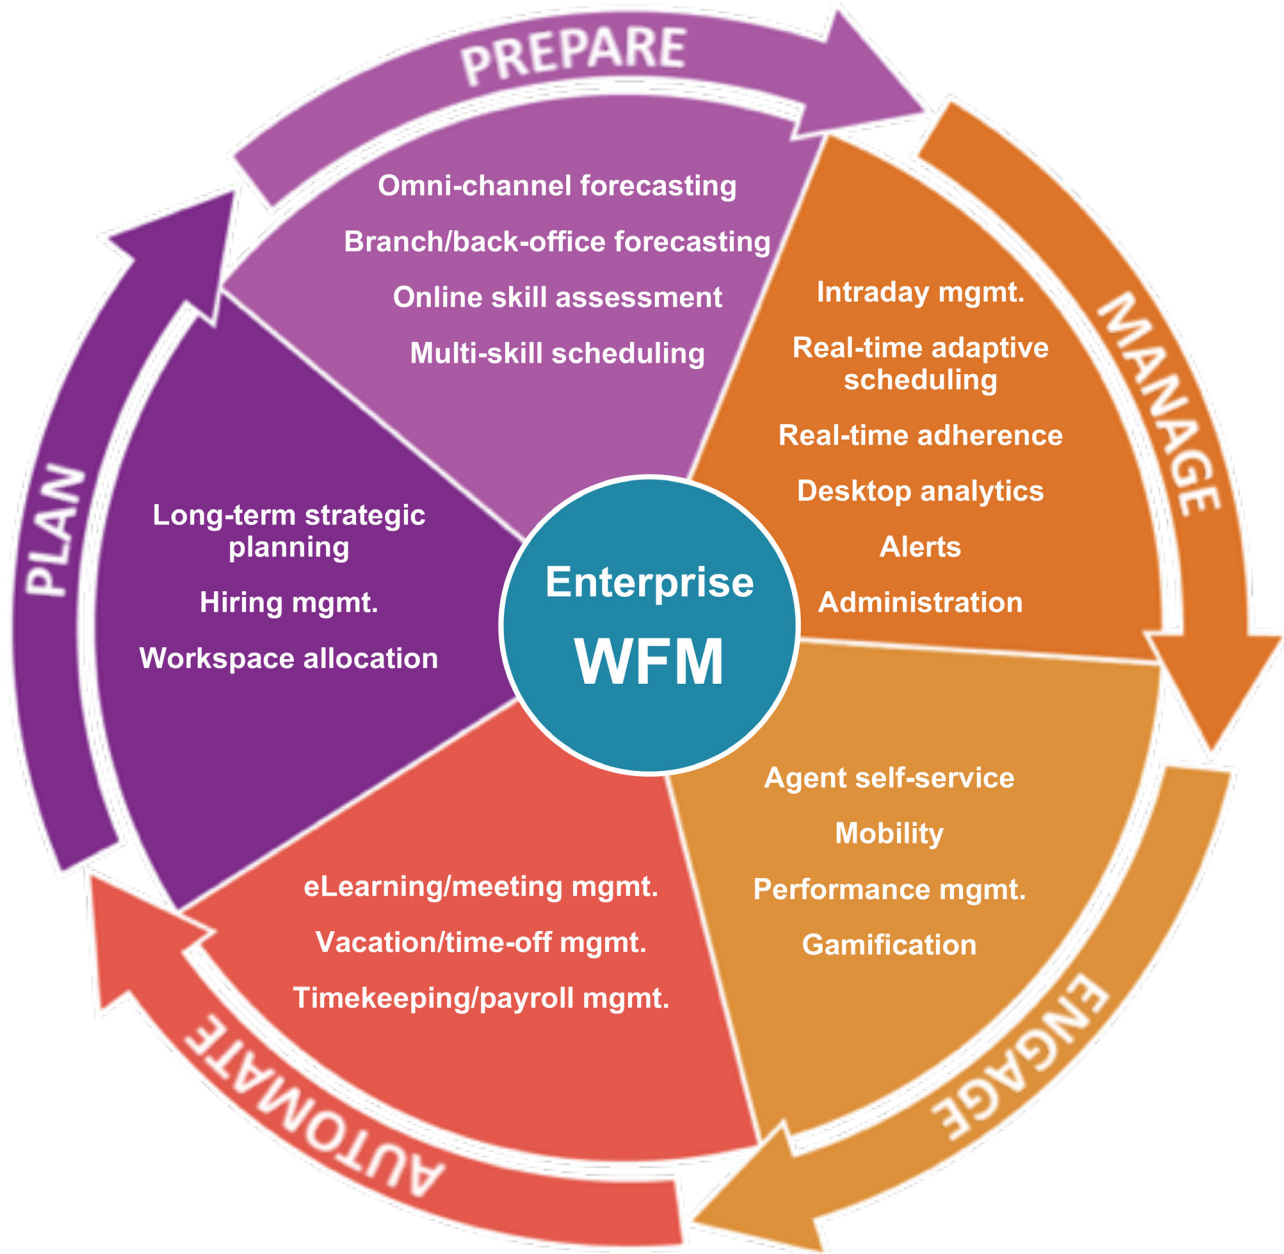 PREPARE
Omni-channel forecasting
Branch/back-office forecasting
Online skill assessment
Multi-skill scheduling
MANAGE
Intraday mgmt.
Real-time adaptive
scheduling
Real-time adherence
Desktop analytics
Alerts
Administration
ENGAGE
Agent self-service
Mobility
Performance mgmt.
Gamification
AUTOMATE
eLearning/meeting mgmt.
Vacation/time-off mgmt.
Timekeeping/payroll mgmt.
PLAN
Long-term strategic
planning
Hiring mgmt.
Workspace allocation
Enterprise
WFM